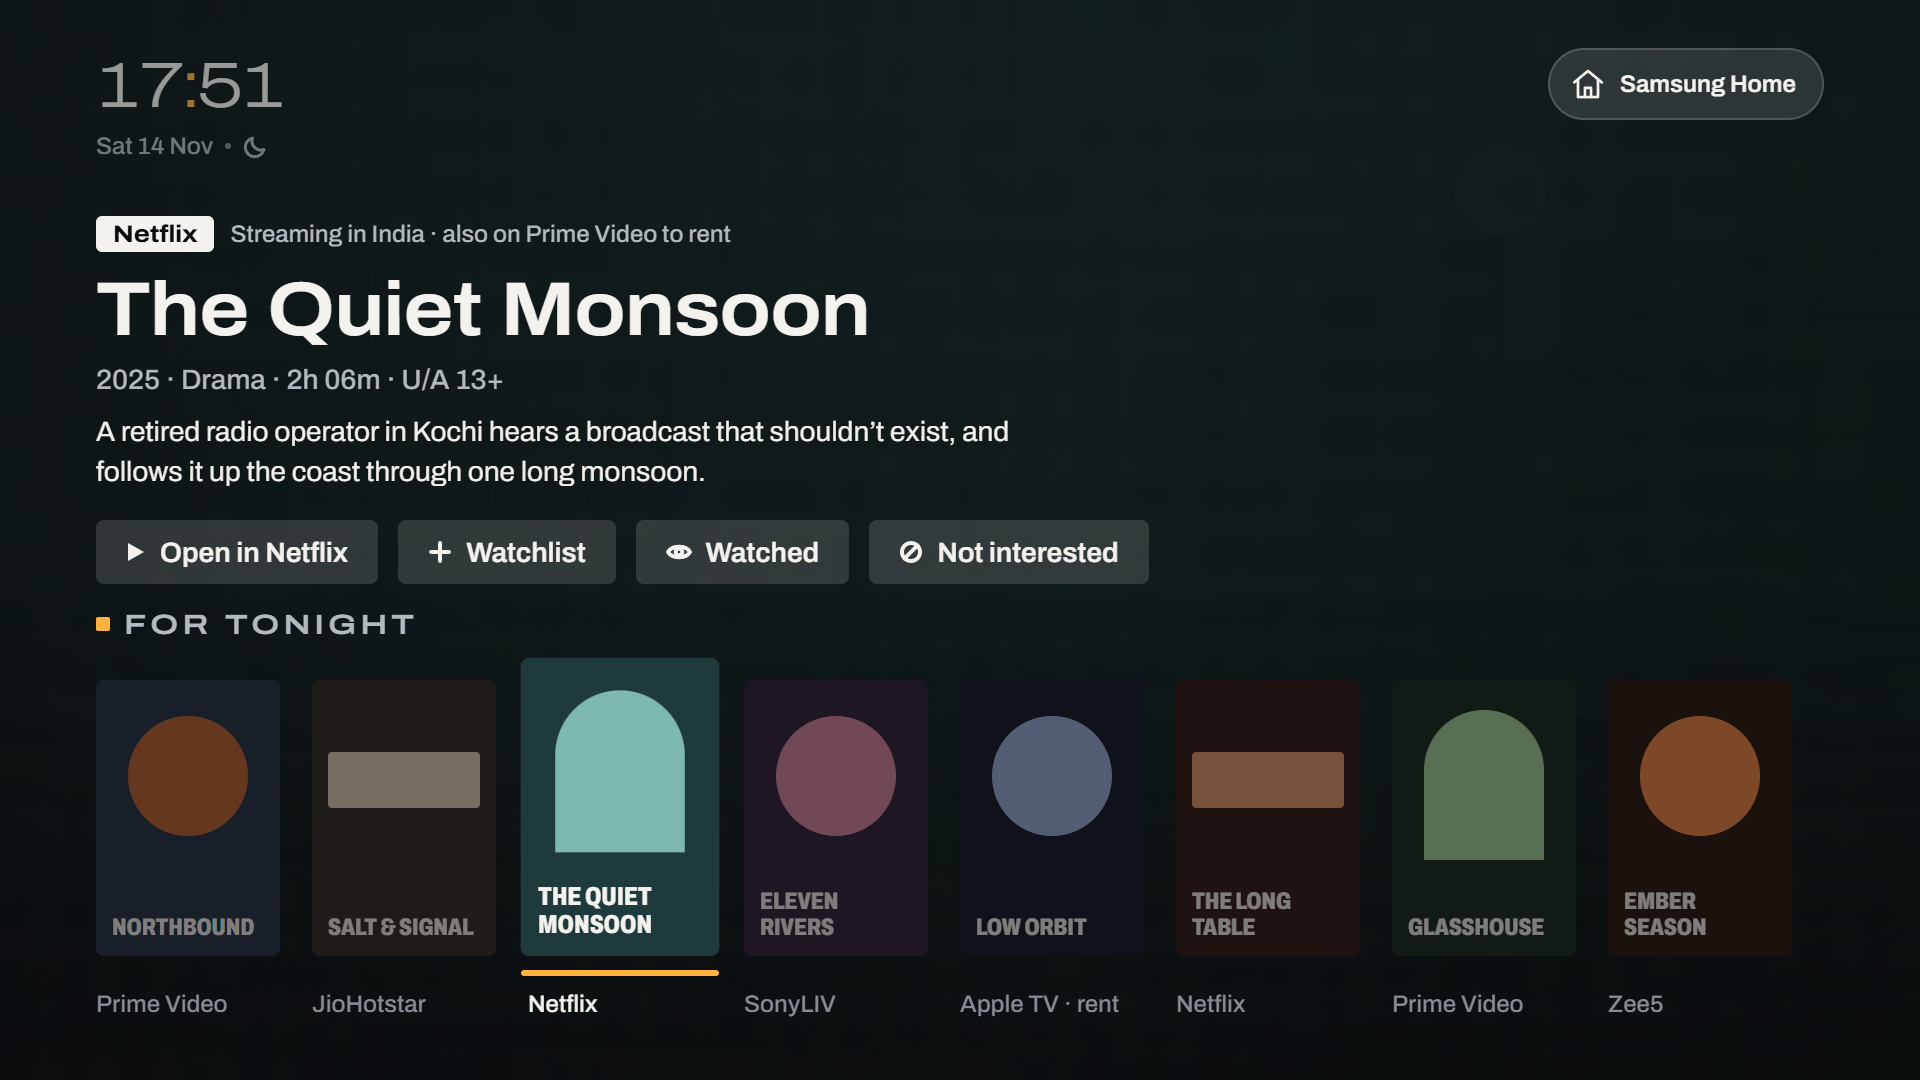 17:51
Samsung Home
Sat 14 Nov •
Netflix Streaming in India · also on Prime Video to rent
The Quiet Monsoon
2025 · Drama · 2h 06m · U/A 13+
A retired radio operator in Kochi hears a broadcast that shouldn’t exist, and
follows it up the coast through one long monsoon.
Open in Netflix
Watchlist
Watched
Not interested
FOR TONIGHT
NORTHBOUND
SALT & SIGNAL
THE QUIET
MONSOON
ELEVEN
RIVERS
LOW ORBIT
THE LONG
TABLE
GLASSHOUSE
EMBER
SEASON
Prime Video
JioHotstar
Netflix
SonyLIV
Apple TV · rent
Netflix
Prime Video
Zee5